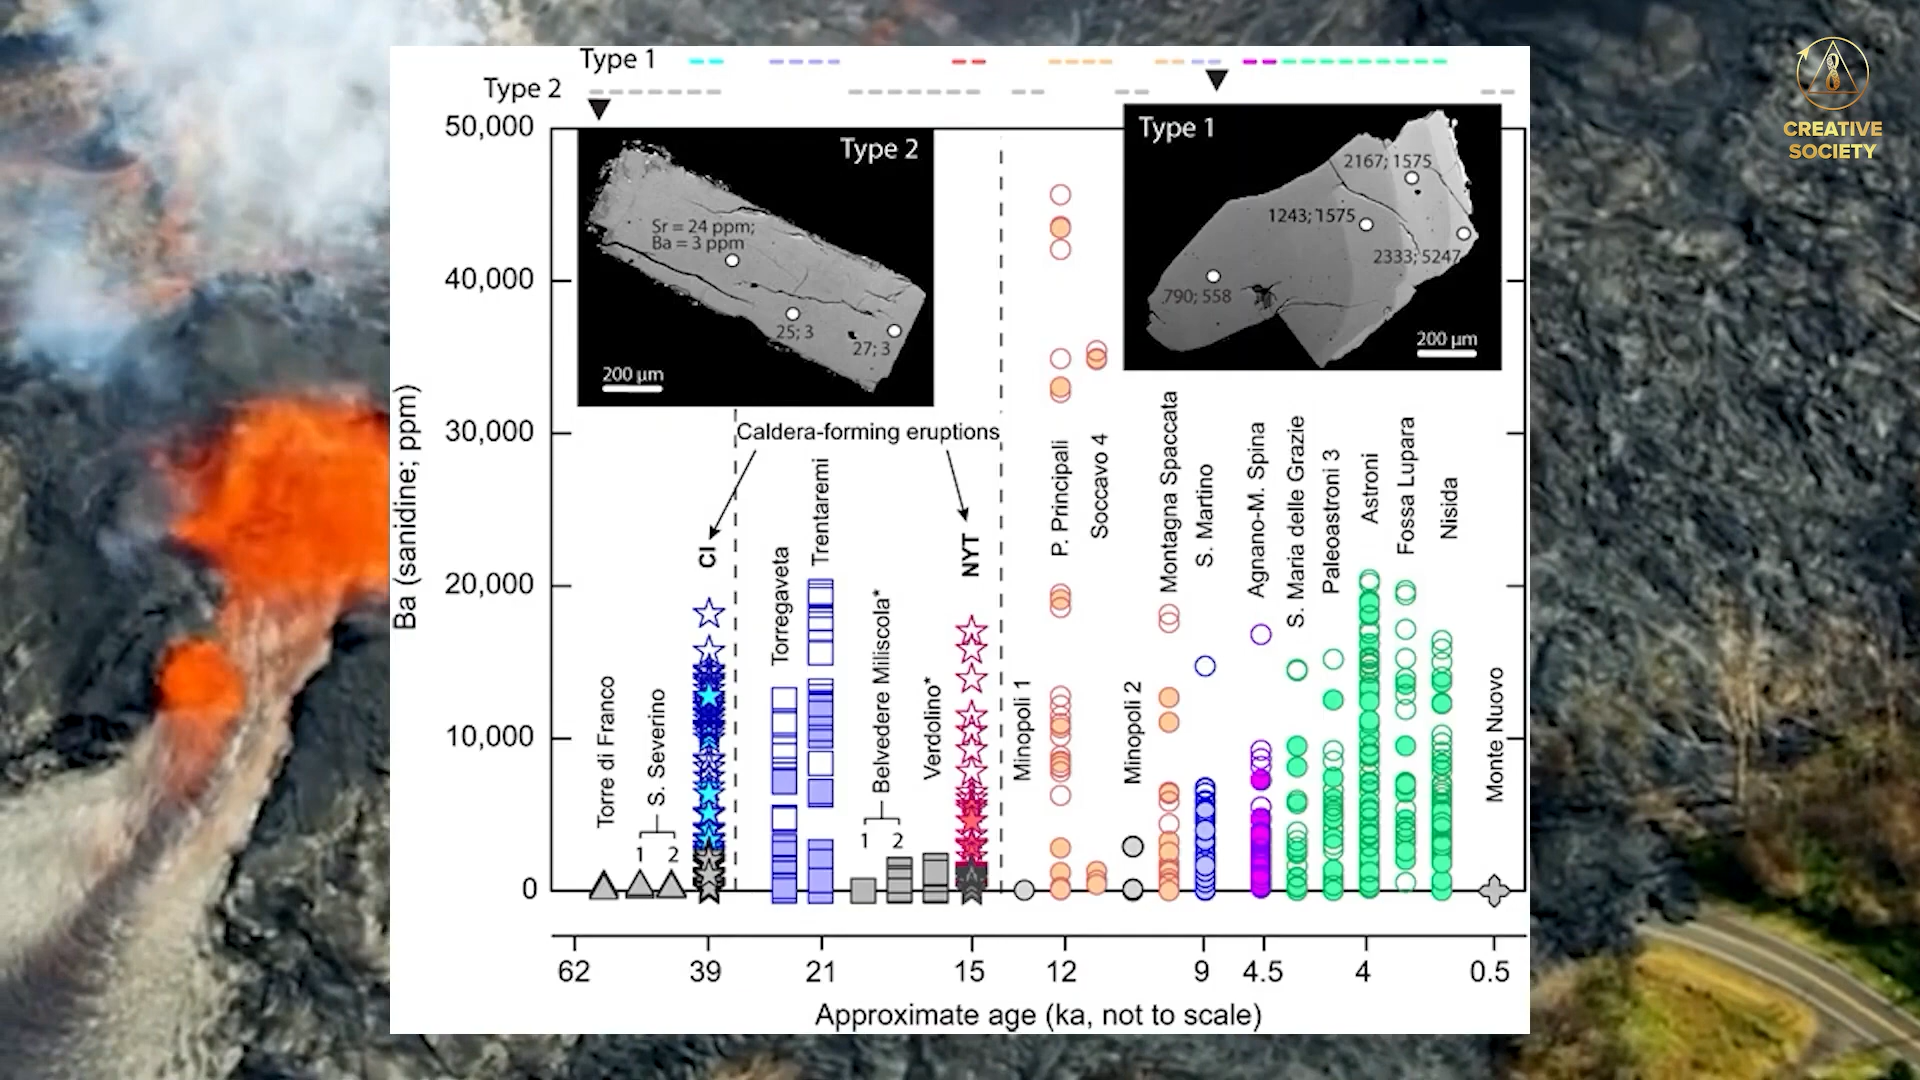 Type 1
Type 2
CREATIVE
SOCIETY
50,000
40,000
30,000
20,000
10,000
0
Ba (sanidine; ppm)
Type 2
Sr = 24 ppm;
Ba = 3 ppm
25; 3
27; 3
200 µm
Type 1
2167; 1575
1243; 1575
2333; 5247
790; 558
200 µm
Caldera-forming eruptions
Torre di Franco
S. Severino
1 2
CI
Torregaveta
Trentaremi
Belvedere Miliscola*
1 2
Verdolino*
NYT
Minopoli 1
P. Principali
Soccavo 4
Minopoli 2
Montagna Spaccata
S. Martino
Agnano-M. Spina
S. Maria delle Grazie
Paleoastroni 3
Astroni
Fossa Lupara
Nisida
Monte Nuovo
62 39 21 15 12 9 4.5 4 0.5
Approximate age (ka, not to scale)